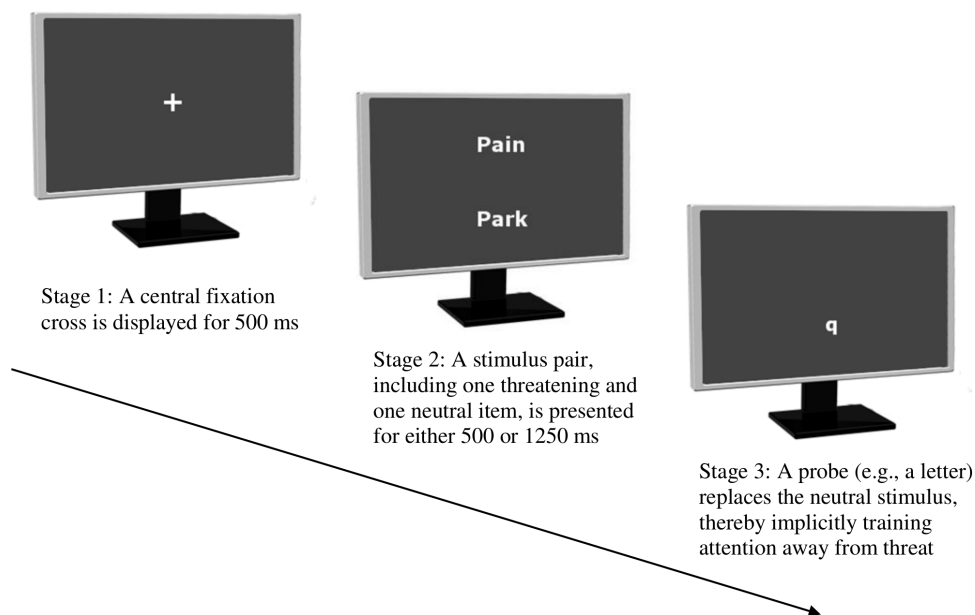 +
Pain
Park
q
Stage 1: A central fixation
cross is displayed for 500 ms
Stage 2: A stimulus pair,
including one threatening and
one neutral item, is presented
for either 500 or 1250 ms
Stage 3: A probe (e.g., a letter)
replaces the neutral stimulus,
thereby implicitly training
attention away from threat